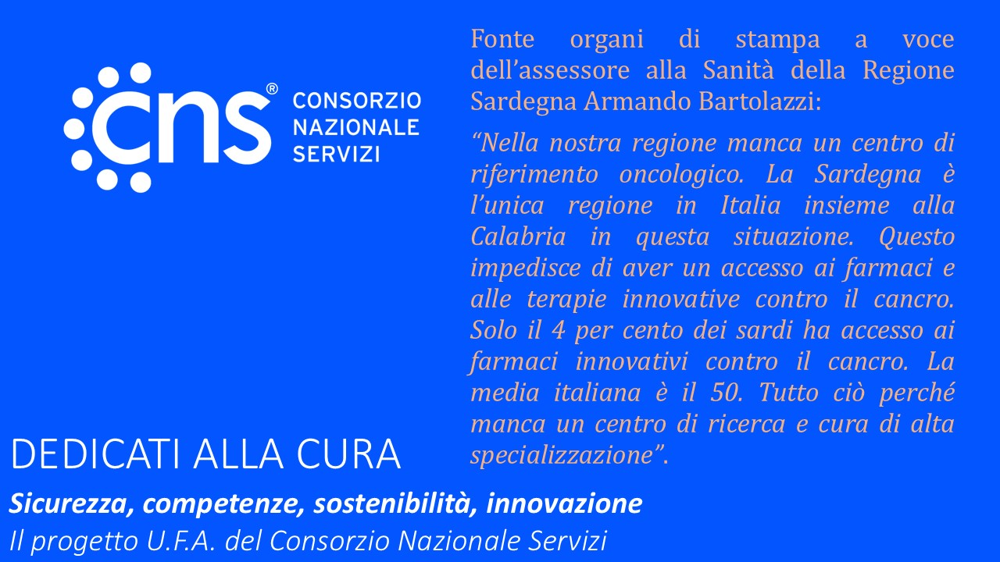 cns®
CONSORZIO
NAZIONALE
SERVIZI
Fonte organi di stampa a voce
dell’assessore alla Sanità della Regione
Sardegna Armando Bartolazzi:
“Nella nostra regione manca un centro di
riferimento oncologico. La Sardegna è
l’unica regione in Italia insieme alla
Calabria in questa situazione. Questo
impedisce di aver un accesso ai farmaci e
alle terapie innovative contro il cancro.
Solo il 4 per cento dei sardi ha accesso ai
farmaci innovativi contro il cancro. La
media italiana è il 50. Tutto ciò perché
manca un centro di ricerca e cura di alta
specializzazione”.
DEDICATI ALLA CURA
Sicurezza, competenze, sostenibilità, innovazione
Il progetto U.F.A. del Consorzio Nazionale Servizi